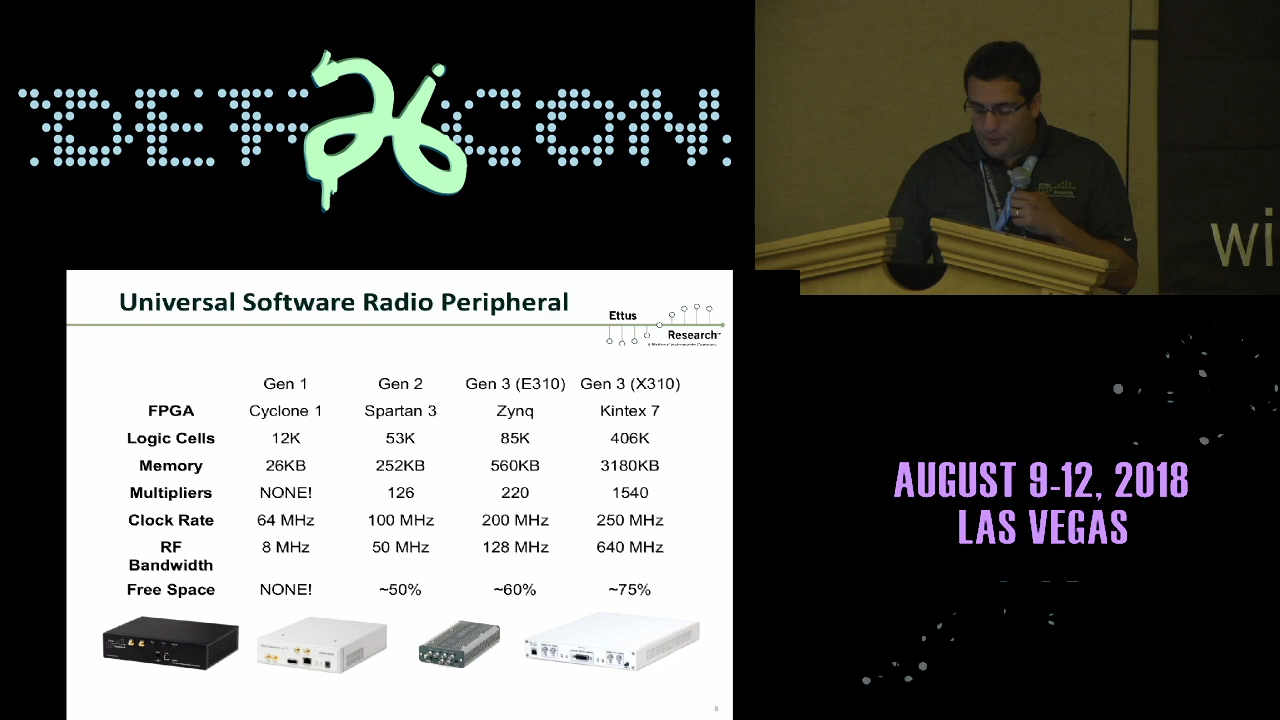 DEF CON
26
wi
Universal Software Radio Peripheral
Ettus
Research
Gen 1 Gen 2 Gen 3 (E310) Gen 3 (X310)
FPGA Cyclone 1 Spartan 3 Zynq Kintex 7
Logic Cells 12K 53K 85K 406K
Memory 26KB 252KB 560KB 3180KB
Multipliers NONE! 126 220 1540
Clock Rate 64 MHz 100 MHz 200 MHz 250 MHz
RF
Bandwidth 8 MHz 50 MHz 128 MHz 640 MHz
Free Space NONE! ~50% ~60% ~75%
8
AUGUST 9-12, 2018
LAS VEGAS